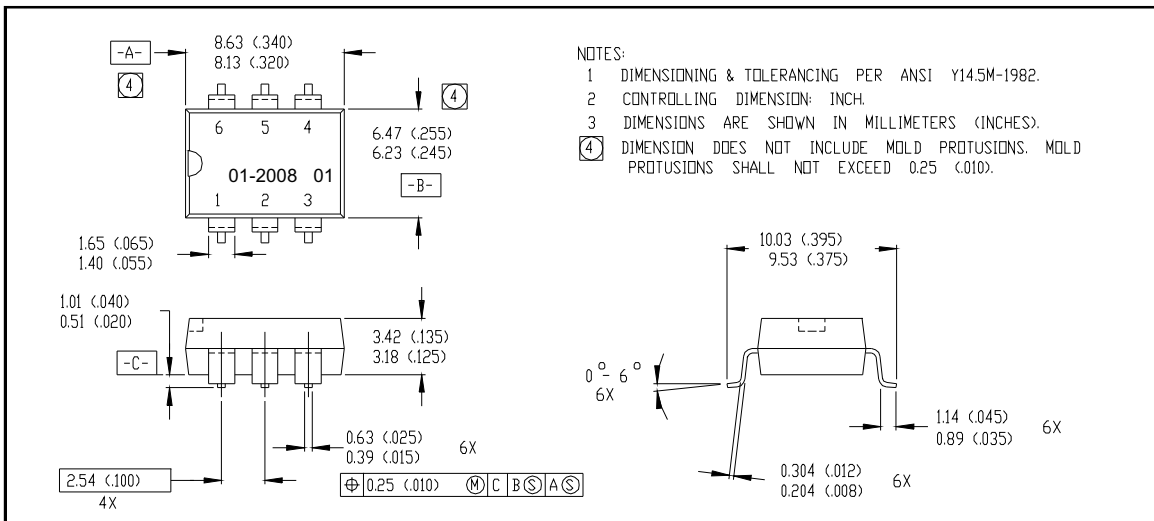 8.63 (.340)
8.13 (.320)
-A-
4
4
6 5 4
6.47 (.255)
6.23 (.245)
01-2008 01
-B-
1 2 3
1.65 (.065)
1.40 (.055)
NOTES:
1 DIMENSIONING & TOLERANCING PER ANSI Y14.5M-1982.
2 CONTROLLING DIMENSION: INCH.
3 DIMENSIONS ARE SHOWN IN MILLIMETERS (INCHES).
4 DIMENSION DOES NOT INCLUDE MOLD PROTUSIONS. MOLD
PROTUSIONS SHALL NOT EXCEED 0.25 (.010).
1.01 (.040)
0.51 (.020)
3.42 (.135)
3.18 (.125)
-C-
0.63 (.025)
0.39 (.015)
6X
2.54 (.100)
4X
⌖ 0.25 (.010) Ⓜ C B Ⓢ A Ⓢ
10.03 (.395)
9.53 (.375)
0°- 6°
6X
1.14 (.045)
0.89 (.035)
6X
0.304 (.012)
0.204 (.008)
6X